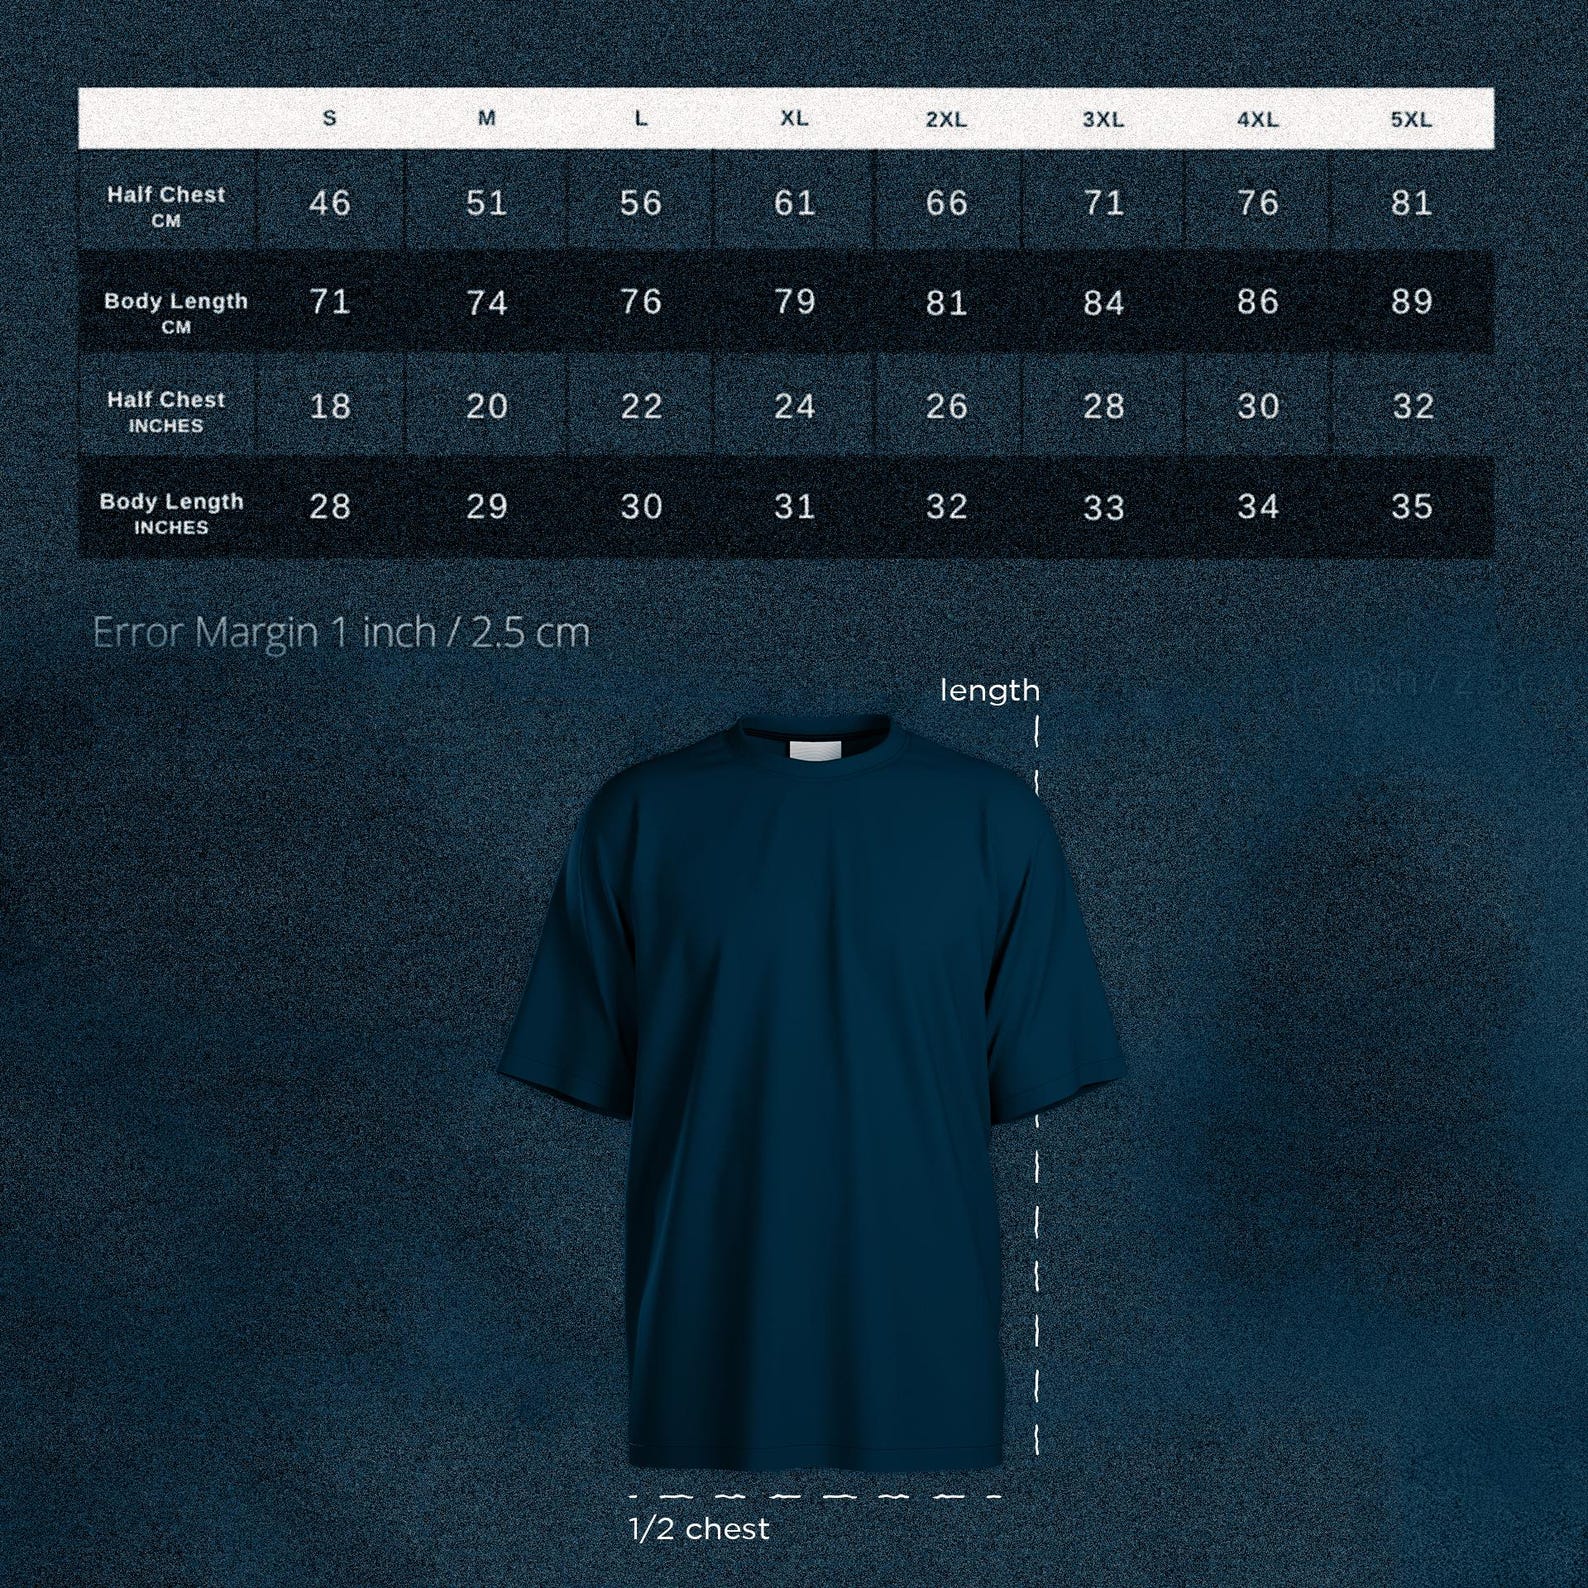 S M L XL 2XL 3XL 4XL 5XL
Half Chest 46 51 56 61 66 71 76 81
CM
Body Length 71 74 76 79 81 84 86 89
CM
Half Chest 18 20 22 24 26 28 30 32
INCHES
Body Length 28 29 30 31 32 33 34 35
INCHES
Error Margin 1 inch / 2.5 cm
length
1/2 chest